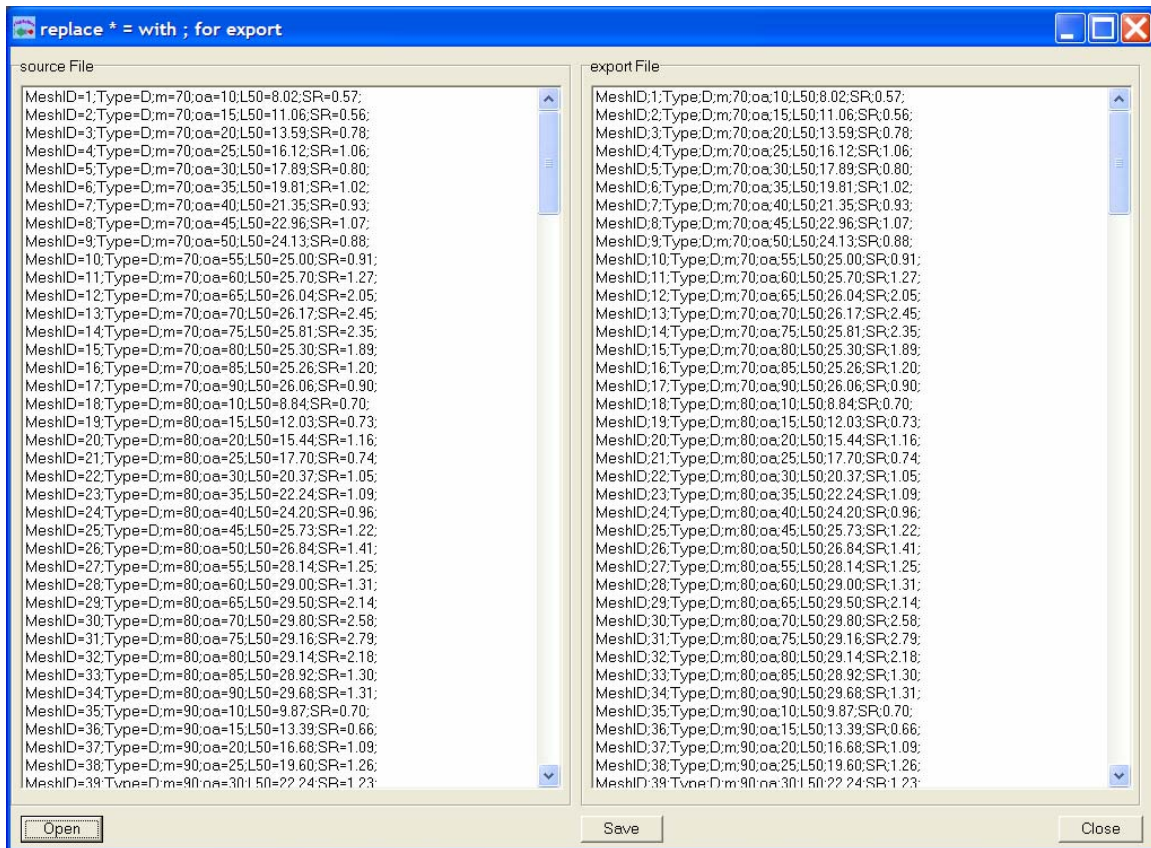 replace * = with ; for export
source File
MeshID=1;Type=D;m=70;oa=10;L50=8.02;SR=0.57;
MeshID=2;Type=D;m=70;oa=15;L50=11.06;SR=0.56;
MeshID=3;Type=D;m=70;oa=20;L50=13.59;SR=0.78;
MeshID=4;Type=D;m=70;oa=25;L50=16.12;SR=1.06;
MeshID=5;Type=D;m=70;oa=30;L50=17.89;SR=0.80;
MeshID=6;Type=D;m=70;oa=35;L50=19.81;SR=1.02;
MeshID=7;Type=D;m=70;oa=40;L50=21.35;SR=0.93;
MeshID=8;Type=D;m=70;oa=45;L50=22.96;SR=1.07;
MeshID=9;Type=D;m=70;oa=50;L50=24.13;SR=0.88;
MeshID=10;Type=D;m=70;oa=55;L50=25.00;SR=0.91;
MeshID=11;Type=D;m=70;oa=60;L50=25.70;SR=1.27;
MeshID=12;Type=D;m=70;oa=65;L50=26.04;SR=2.05;
MeshID=13;Type=D;m=70;oa=70;L50=26.17;SR=2.45;
MeshID=14;Type=D;m=70;oa=75;L50=25.81;SR=2.35;
MeshID=15;Type=D;m=70;oa=80;L50=25.30;SR=1.89;
MeshID=16;Type=D;m=70;oa=85;L50=25.26;SR=1.20;
MeshID=17;Type=D;m=70;oa=90;L50=26.06;SR=0.90;
MeshID=18;Type=D;m=80;oa=10;L50=8.84;SR=0.70;
MeshID=19;Type=D;m=80;oa=15;L50=12.03;SR=0.73;
MeshID=20;Type=D;m=80;oa=20;L50=15.44;SR=1.16;
MeshID=21;Type=D;m=80;oa=25;L50=17.70;SR=0.74;
MeshID=22;Type=D;m=80;oa=30;L50=20.37;SR=1.05;
MeshID=23;Type=D;m=80;oa=35;L50=22.24;SR=1.09;
MeshID=24;Type=D;m=80;oa=40;L50=24.20;SR=0.96;
MeshID=25;Type=D;m=80;oa=45;L50=25.73;SR=1.22;
MeshID=26;Type=D;m=80;oa=50;L50=26.84;SR=1.41;
MeshID=27;Type=D;m=80;oa=55;L50=28.14;SR=1.25;
MeshID=28;Type=D;m=80;oa=60;L50=29.00;SR=1.31;
MeshID=29;Type=D;m=80;oa=65;L50=29.50;SR=2.14;
MeshID=30;Type=D;m=80;oa=70;L50=29.80;SR=2.58;
MeshID=31;Type=D;m=80;oa=75;L50=29.16;SR=2.79;
MeshID=32;Type=D;m=80;oa=80;L50=29.14;SR=2.18;
MeshID=33;Type=D;m=80;oa=85;L50=28.92;SR=1.30;
MeshID=34;Type=D;m=80;oa=90;L50=29.68;SR=1.31;
MeshID=35;Type=D;m=90;oa=10;L50=9.87;SR=0.70;
MeshID=36;Type=D;m=90;oa=15;L50=13.39;SR=0.66;
MeshID=37;Type=D;m=90;oa=20;L50=16.68;SR=1.09;
MeshID=38;Type=D;m=90;oa=25;L50=19.60;SR=1.26;
MeshID=39;Type=D;m=90;oa=30;L50=22.24;SR=1.23;
export File
MeshID;1;Type;D;m;70;oa;10;L50;8.02;SR;0.57;
MeshID;2;Type;D;m;70;oa;15;L50;11.06;SR;0.56;
MeshID;3;Type;D;m;70;oa;20;L50;13.59;SR;0.78;
MeshID;4;Type;D;m;70;oa;25;L50;16.12;SR;1.06;
MeshID;5;Type;D;m;70;oa;30;L50;17.89;SR;0.80;
MeshID;6;Type;D;m;70;oa;35;L50;19.81;SR;1.02;
MeshID;7;Type;D;m;70;oa;40;L50;21.35;SR;0.93;
MeshID;8;Type;D;m;70;oa;45;L50;22.96;SR;1.07;
MeshID;9;Type;D;m;70;oa;50;L50;24.13;SR;0.88;
MeshID;10;Type;D;m;70;oa;55;L50;25.00;SR;0.91;
MeshID;11;Type;D;m;70;oa;60;L50;25.70;SR;1.27;
MeshID;12;Type;D;m;70;oa;65;L50;26.04;SR;2.05;
MeshID;13;Type;D;m;70;oa;70;L50;26.17;SR;2.45;
MeshID;14;Type;D;m;70;oa;75;L50;25.81;SR;2.35;
MeshID;15;Type;D;m;70;oa;80;L50;25.30;SR;1.89;
MeshID;16;Type;D;m;70;oa;85;L50;25.26;SR;1.20;
MeshID;17;Type;D;m;70;oa;90;L50;26.06;SR;0.90;
MeshID;18;Type;D;m;80;oa;10;L50;8.84;SR;0.70;
MeshID;19;Type;D;m;80;oa;15;L50;12.03;SR;0.73;
MeshID;20;Type;D;m;80;oa;20;L50;15.44;SR;1.16;
MeshID;21;Type;D;m;80;oa;25;L50;17.70;SR;0.74;
MeshID;22;Type;D;m;80;oa;30;L50;20.37;SR;1.05;
MeshID;23;Type;D;m;80;oa;35;L50;22.24;SR;1.09;
MeshID;24;Type;D;m;80;oa;40;L50;24.20;SR;0.96;
MeshID;25;Type;D;m;80;oa;45;L50;25.73;SR;1.22;
MeshID;26;Type;D;m;80;oa;50;L50;26.84;SR;1.41;
MeshID;27;Type;D;m;80;oa;55;L50;28.14;SR;1.25;
MeshID;28;Type;D;m;80;oa;60;L50;29.00;SR;1.31;
MeshID;29;Type;D;m;80;oa;65;L50;29.50;SR;2.14;
MeshID;30;Type;D;m;80;oa;70;L50;29.80;SR;2.58;
MeshID;31;Type;D;m;80;oa;75;L50;29.16;SR;2.79;
MeshID;32;Type;D;m;80;oa;80;L50;29.14;SR;2.18;
MeshID;33;Type;D;m;80;oa;85;L50;28.92;SR;1.30;
MeshID;34;Type;D;m;80;oa;90;L50;29.68;SR;1.31;
MeshID;35;Type;D;m;90;oa;10;L50;9.87;SR;0.70;
MeshID;36;Type;D;m;90;oa;15;L50;13.39;SR;0.66;
MeshID;37;Type;D;m;90;oa;20;L50;16.68;SR;1.09;
MeshID;38;Type;D;m;90;oa;25;L50;19.60;SR;1.26;
MeshID;39;Type;D;m;90;oa;30;L50;22.24;SR;1.23;
Open
Save
Close